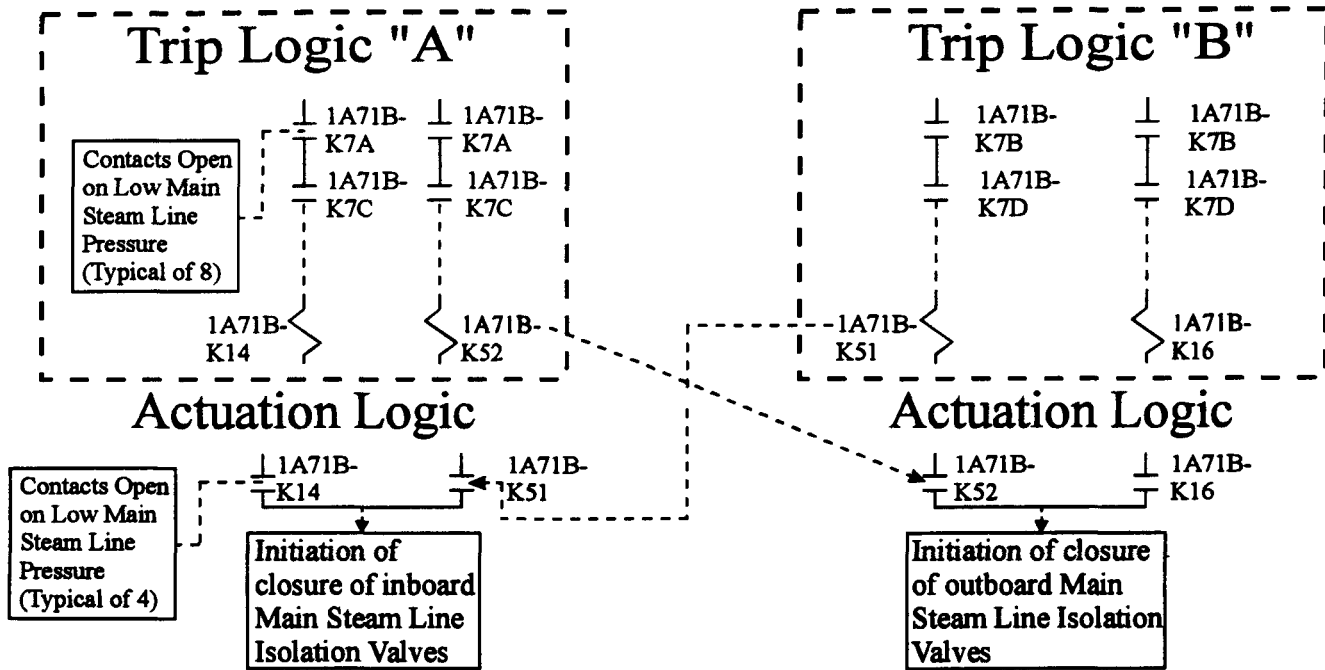 Trip Logic "A"
1A71B-
K7A
1A71B-
K7A
Contacts Open
on Low Main
Steam Line
Pressure
(Typical of 8)
1A71B-
K7C
1A71B-
K7C
1A71B-
K14
1A71B-
K52
Trip Logic "B"
1A71B-
K7B
1A71B-
K7B
1A71B-
K7D
1A71B-
K7D
1A71B-
K51
1A71B-
K16
Actuation Logic
1A71B-
K14
1A71B-
K51
Contacts Open
on Low Main
Steam Line
Pressure
(Typical of 4)
Initiation of
closure of inboard
Main Steam Line
Isolation Valves
Actuation Logic
1A71B-
K52
1A71B-
K16
Initiation of closure
of outboard Main
Steam Line Isolation
Valves